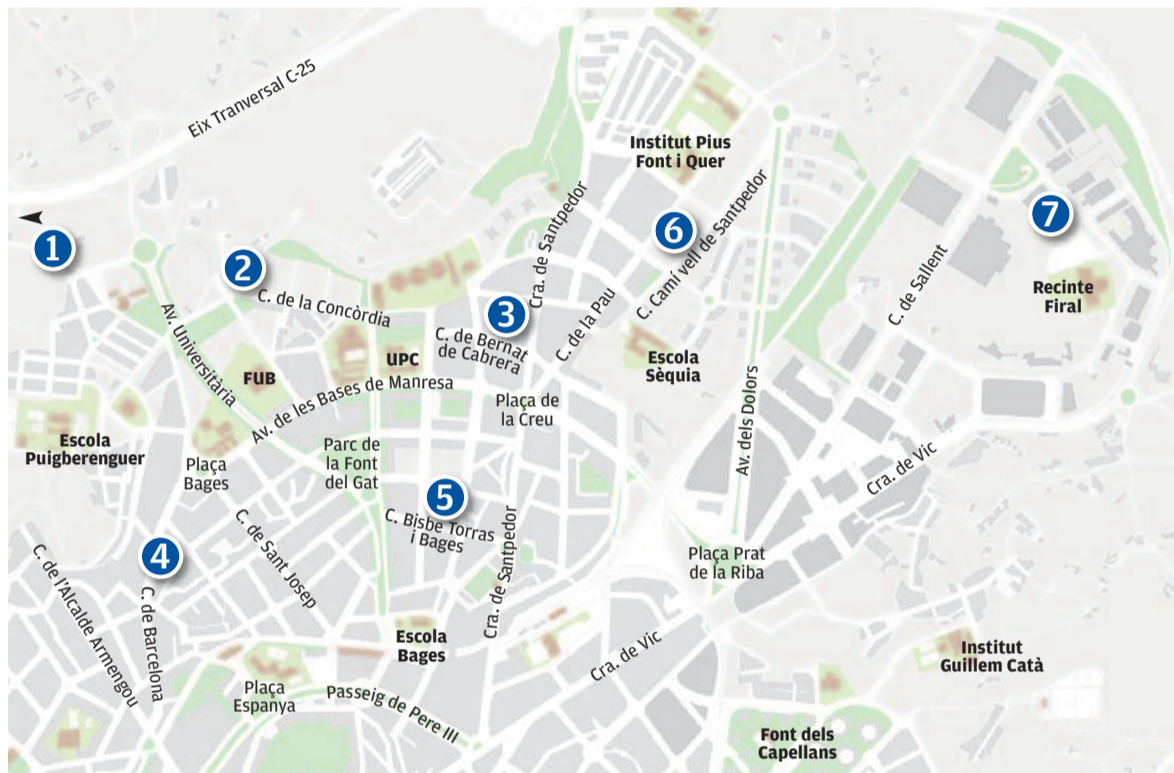 Eix Tranversal C-25
Institut Pius
Font i Quer
1
2
C. de la Concòrdia
Av. Universitària
FUB
UPC
3
C. de Bernat
de Cabrera
Cra. de Santpedor
C. de la Pau
6
C. Camí vell de Santpedor
7
Recinte
Firal
C. de Sallent
Escola
Sèquia
Av. de les Bases de Manresa
Plaça de
la Creu
Av. dels Dolors
Escola
Puigberenguer
Plaça
Bages
Parc de
la Font
del Gat
Cra. de Vic
5
C. Bisbe Torras
i Bages
4
C. de Sant Josep
C. de l'Alcalde Armengou
C. de Barcelona
Cra. de Santpedor
Plaça Prat
de la Riba
Escola
Bages
Cra. de Vic
Institut
Guillem Catà
Plaça
Espanya
Passeig de Pere III
Font dels
Capellans